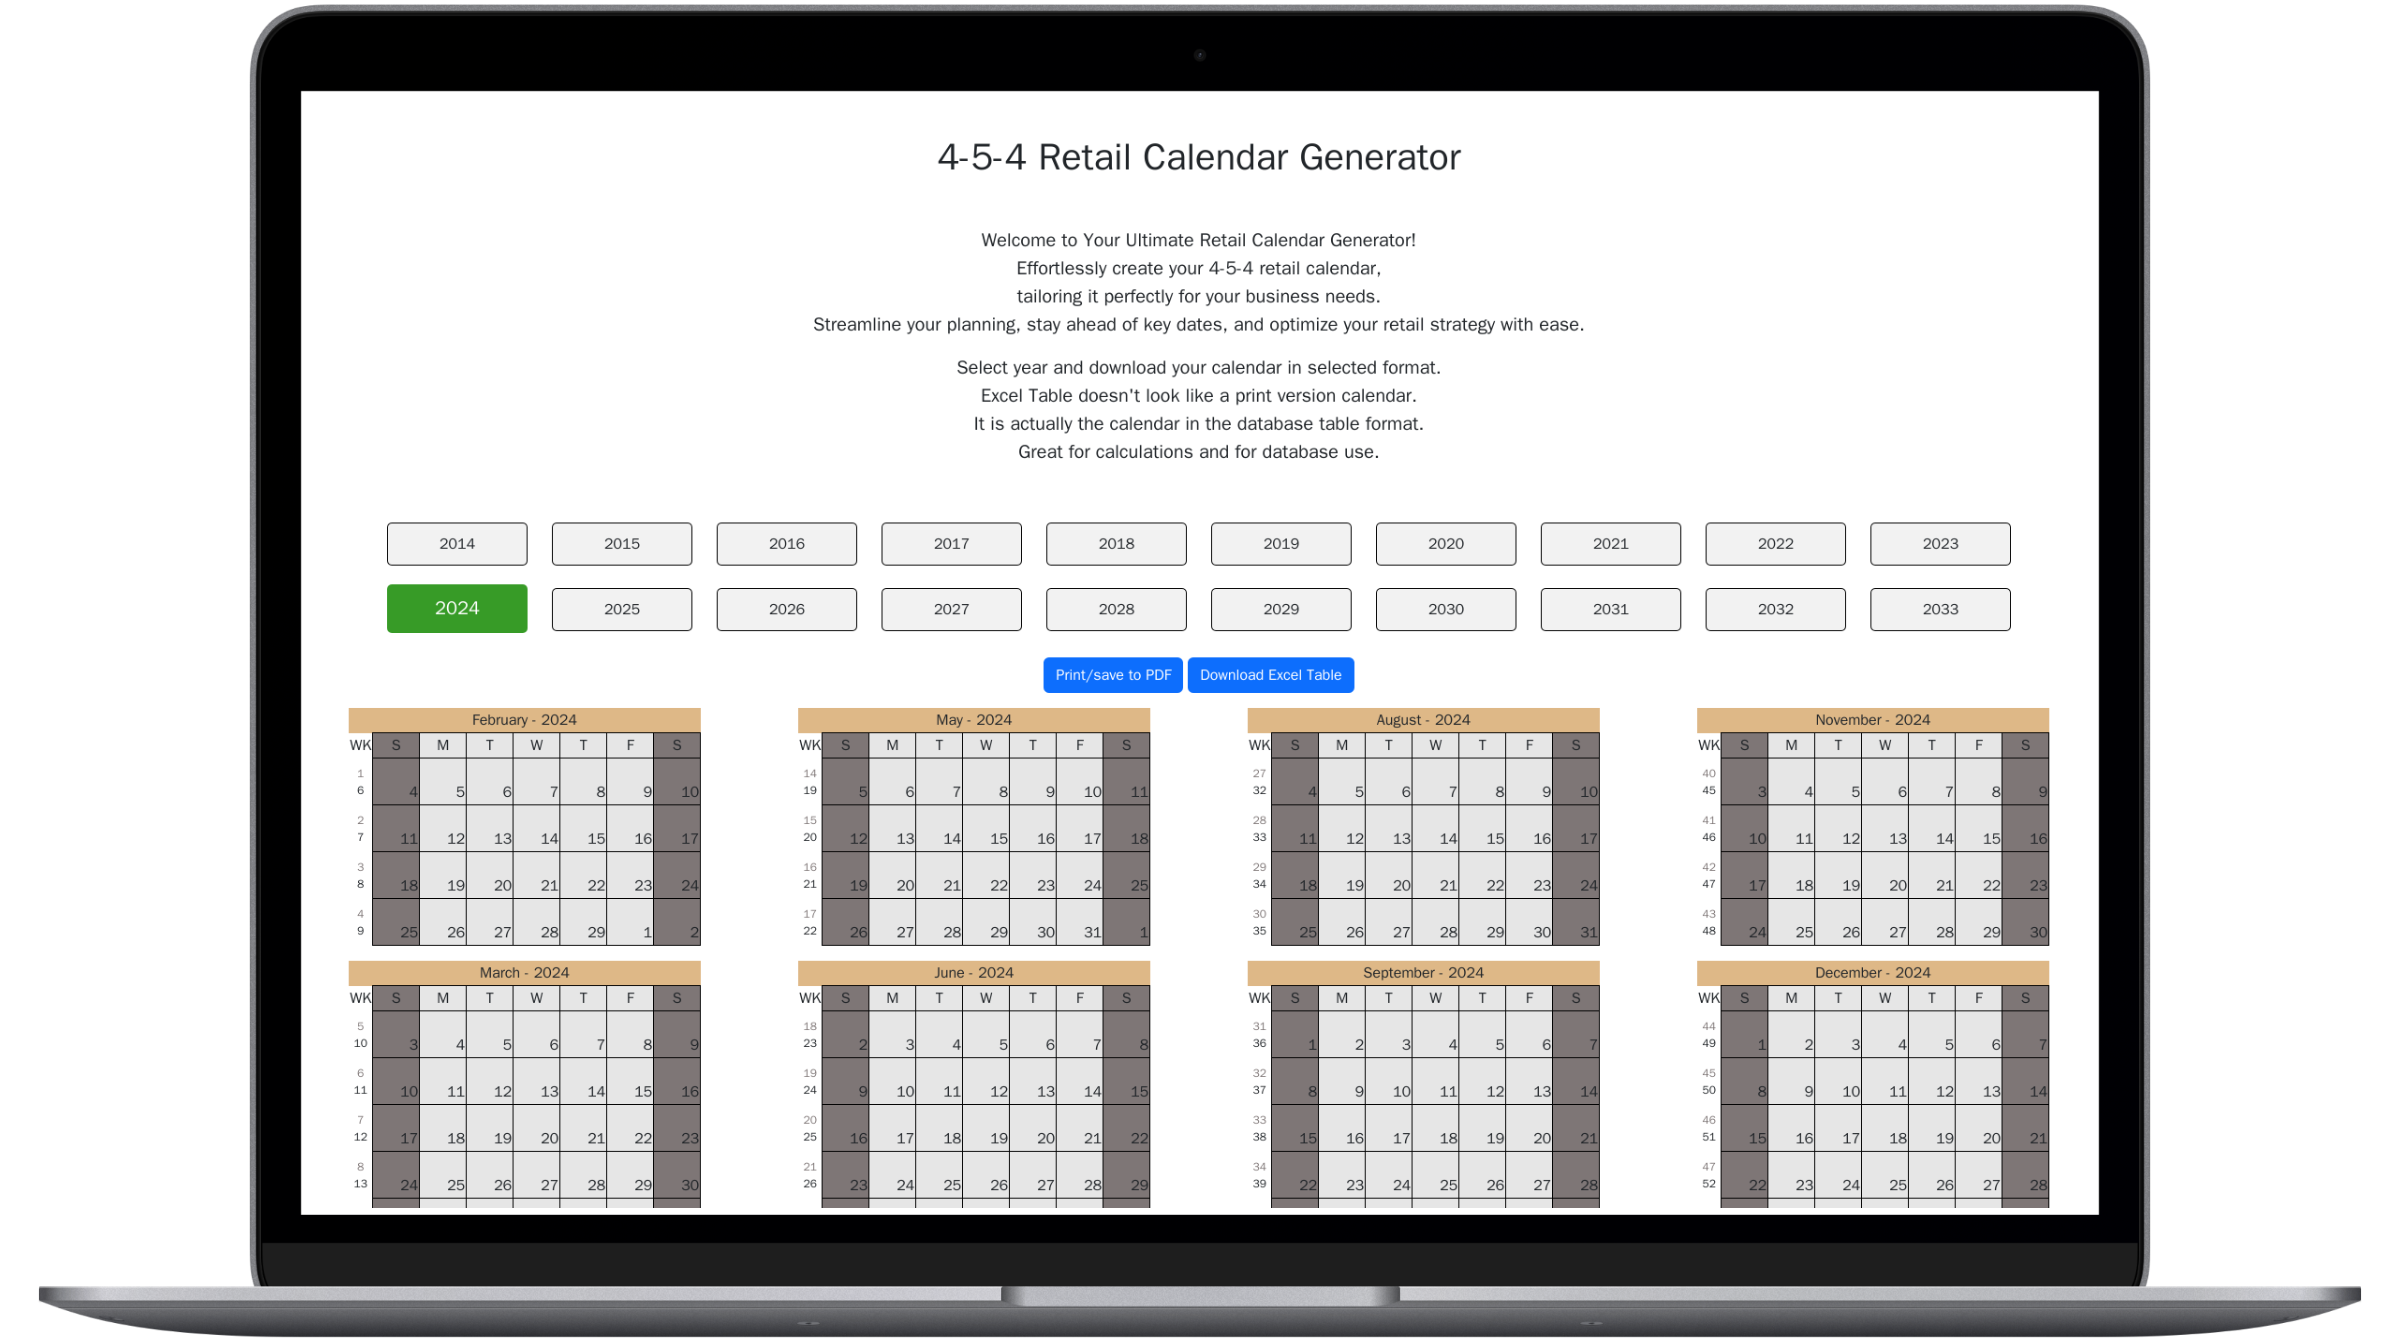 4-5-4 Retail Calendar Generator
Welcome to Your Ultimate Retail Calendar Generator!
Effortlessly create your 4-5-4 retail calendar,
tailoring it perfectly for your business needs.
Streamline your planning, stay ahead of key dates, and optimize your retail strategy with ease.
Select year and download your calendar in selected format.
Excel Table doesn't look like a print version calendar.
It is actually the calendar in the database table format.
Great for calculations and for database use.
2014 2015 2016 2017 2018 2019 2020 2021 2022 2023
2024 2025 2026 2027 2028 2029 2030 2031 2032 2033
Print/save to PDF Download Excel Table
February - 2024
WK S M T W T F S
1
6 4 5 6 7 8 9 10
2
7 11 12 13 14 15 16 17
3
8 18 19 20 21 22 23 24
4
9 25 26 27 28 29 1 2
May - 2024
WK S M T W T F S
14
19 5 6 7 8 9 10 11
15
20 12 13 14 15 16 17 18
16
21 19 20 21 22 23 24 25
17
22 26 27 28 29 30 31 1
August - 2024
WK S M T W T F S
27
32 4 5 6 7 8 9 10
28
33 11 12 13 14 15 16 17
29
34 18 19 20 21 22 23 24
30
35 25 26 27 28 29 30 31
November - 2024
WK S M T W T F S
40
45 3 4 5 6 7 8 9
41
46 10 11 12 13 14 15 16
42
47 17 18 19 20 21 22 23
43
48 24 25 26 27 28 29 30
March - 2024
WK S M T W T F S
5
10 3 4 5 6 7 8 9
6
11 10 11 12 13 14 15 16
7
12 17 18 19 20 21 22 23
8
13 24 25 26 27 28 29 30
June - 2024
WK S M T W T F S
18
23 2 3 4 5 6 7 8
19
24 9 10 11 12 13 14 15
20
25 16 17 18 19 20 21 22
21
26 23 24 25 26 27 28 29
September - 2024
WK S M T W T F S
31
36 1 2 3 4 5 6 7
32
37 8 9 10 11 12 13 14
33
38 15 16 17 18 19 20 21
34
39 22 23 24 25 26 27 28
December - 2024
WK S M T W T F S
44
49 1 2 3 4 5 6 7
45
50 8 9 10 11 12 13 14
46
51 15 16 17 18 19 20 21
47
52 22 23 24 25 26 27 28